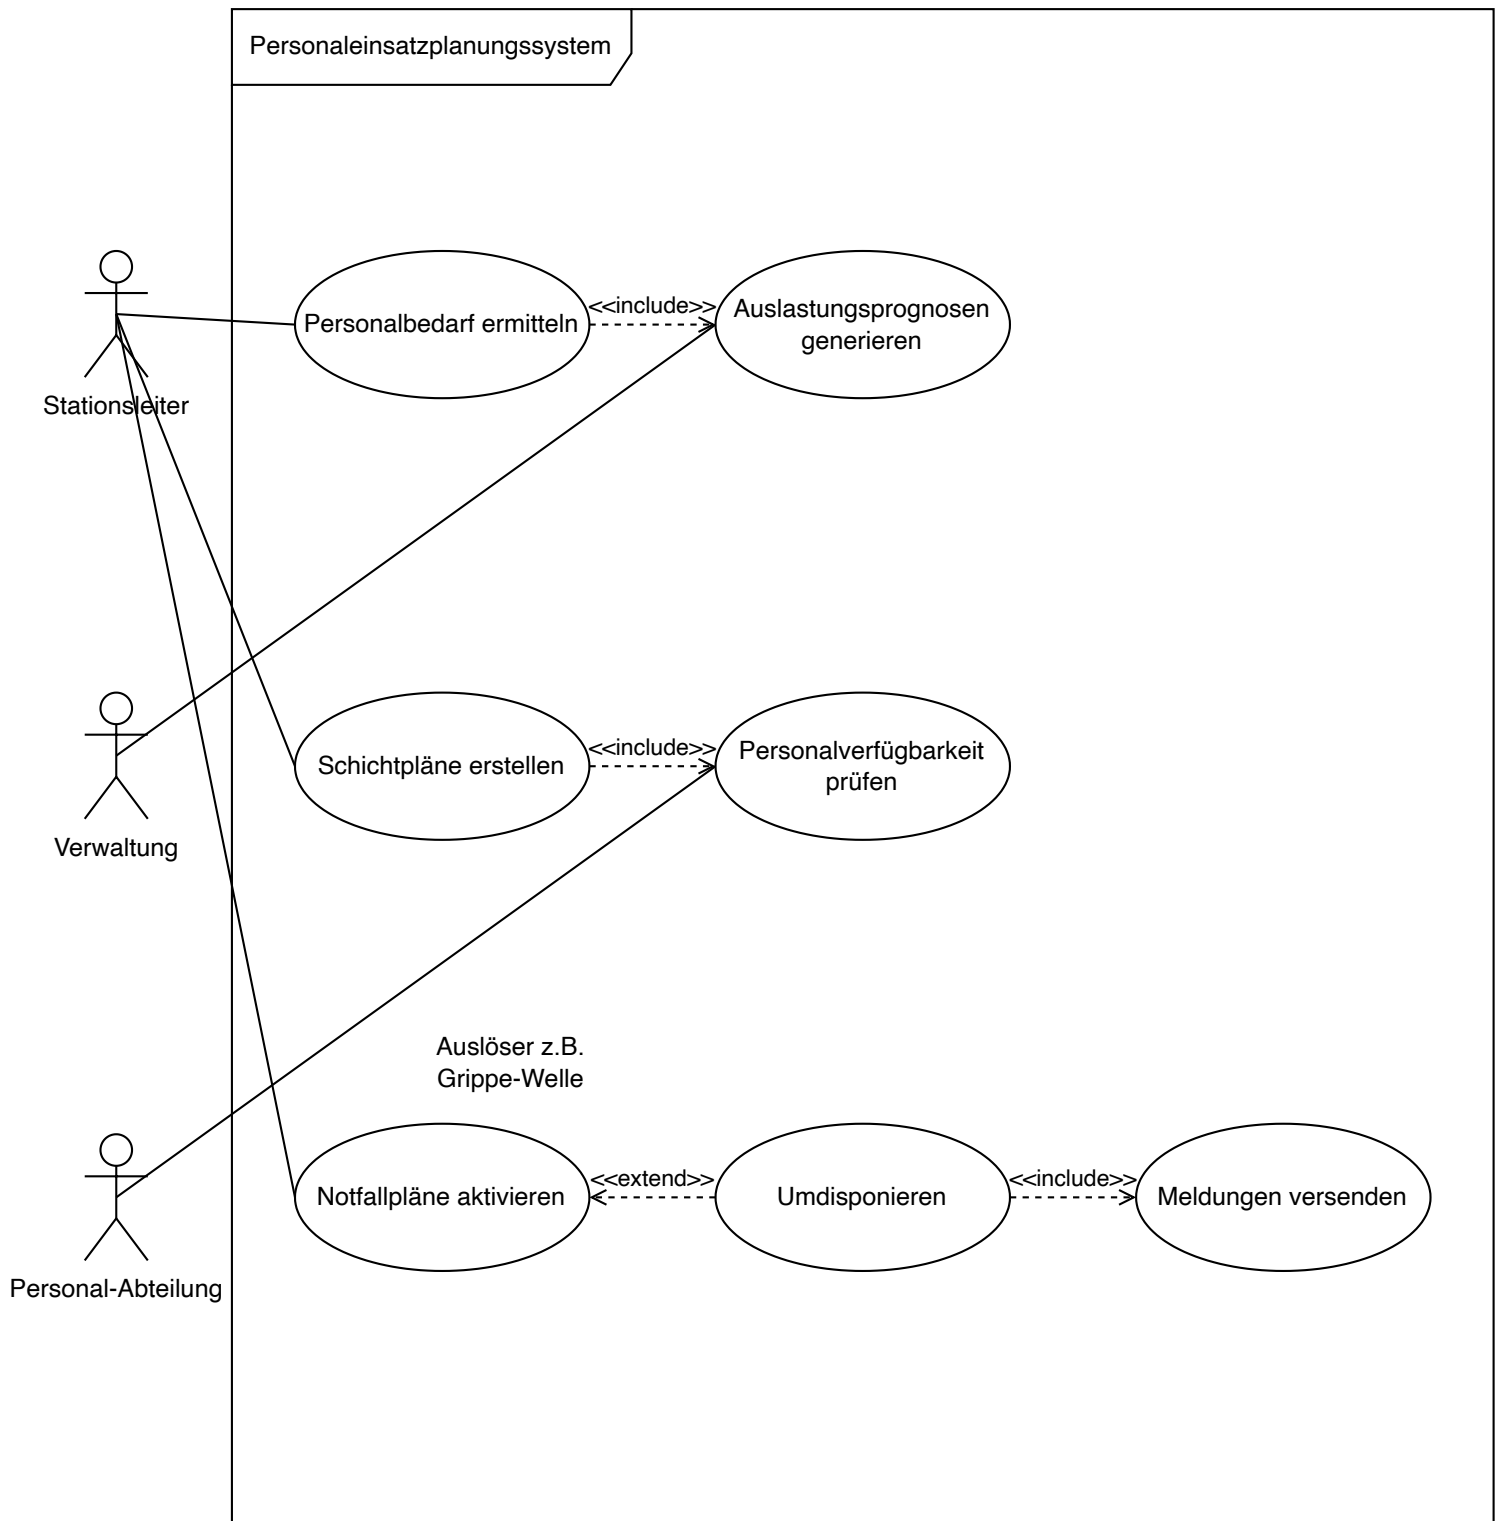 Personaleinsatzplanungssystem
<<include>>
Personalbedarf ermitteln
Auslastungsprognosen
generieren
Stationsleiter
<<include>>
Schichtpläne erstellen
Personalverfügbarkeit
prüfen
Verwaltung
Auslöser z.B.
Grippe-Welle
<<extend>>
<<include>>
Notfallpläne aktivieren
Umdisponieren
Meldungen versenden
Personal-Abteilung